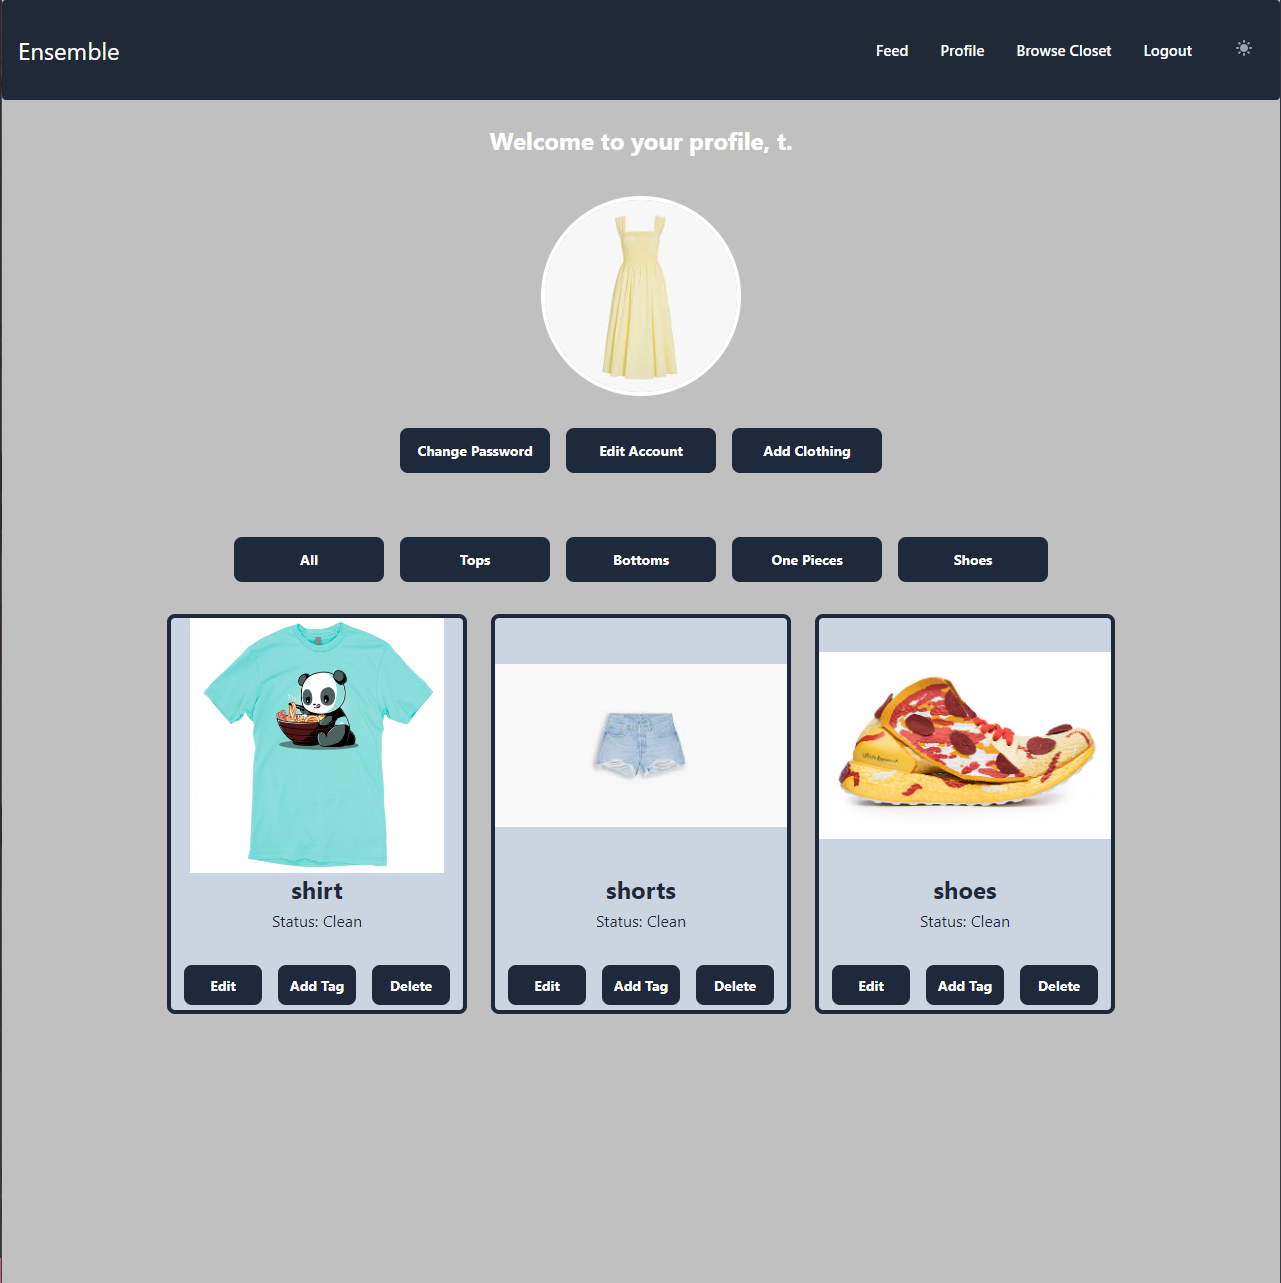 Ensemble
Feed Profile Browse Closet Logout
Welcome to your profile, t.
Change Password Edit Account Add Clothing
All Tops Bottoms One Pieces Shoes
shirt shorts shoes
Status: Clean Status: Clean Status: Clean
Edit Add Tag Delete Edit Add Tag Delete Edit Add Tag Delete